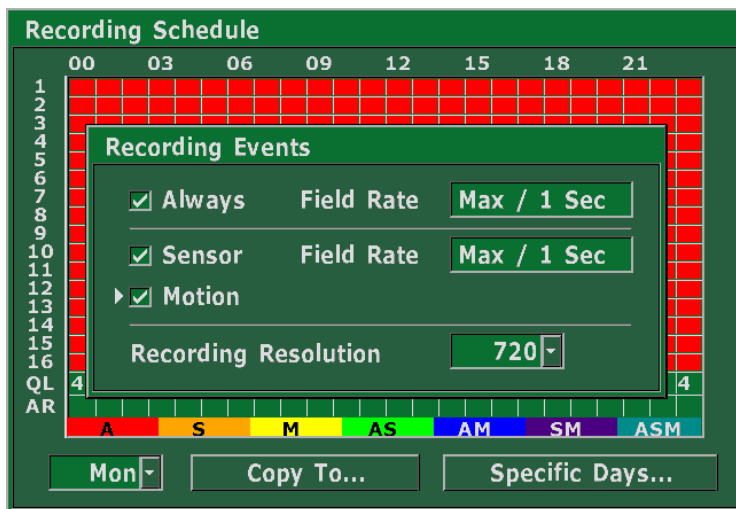 Recording Schedule
00 03 06 09 12 15 18 21
1
2
3
4
5
6
7
8
9
10
11
12
13
14
15
16
QL 4 4
AR
Recording Events
Always Field Rate Max / 1 Sec
Sensor Field Rate Max / 1 Sec
Motion
Recording Resolution 720
A S M AS AM SM ASM
Mon Copy To... Specific Days...